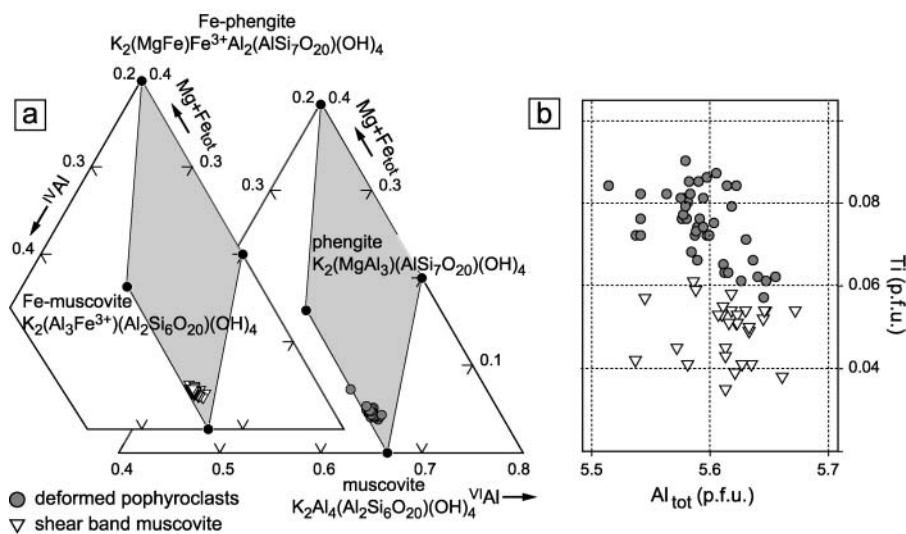 Fe-phengite
K₂(MgFe)Fe³⁺Al₂(AlSi₇O₂₀)(OH)₄
a
0.2 0.4
Mg+Fe_tot
0.3
0.3
IVAl
0.4
Fe-muscovite
K₂(Al₃Fe³⁺)(Al₂Si₆O₂₀)(OH)₄
0.2 0.4
Mg+Fe_tot
0.3
0.3
phengite
K₂(MgAl₃)(AlSi₇O₂₀)(OH)₄
0.1
0.4 0.5 0.6 0.7 0.8
muscovite
K₂Al₄(Al₂Si₆O₂₀)(OH)₄
VIAl
deformed pophyroclasts
shear band muscovite
b
0.08
0.06
0.04
Ti (p.f.u.)
5.5 5.6 5.7
Al_tot (p.f.u.)